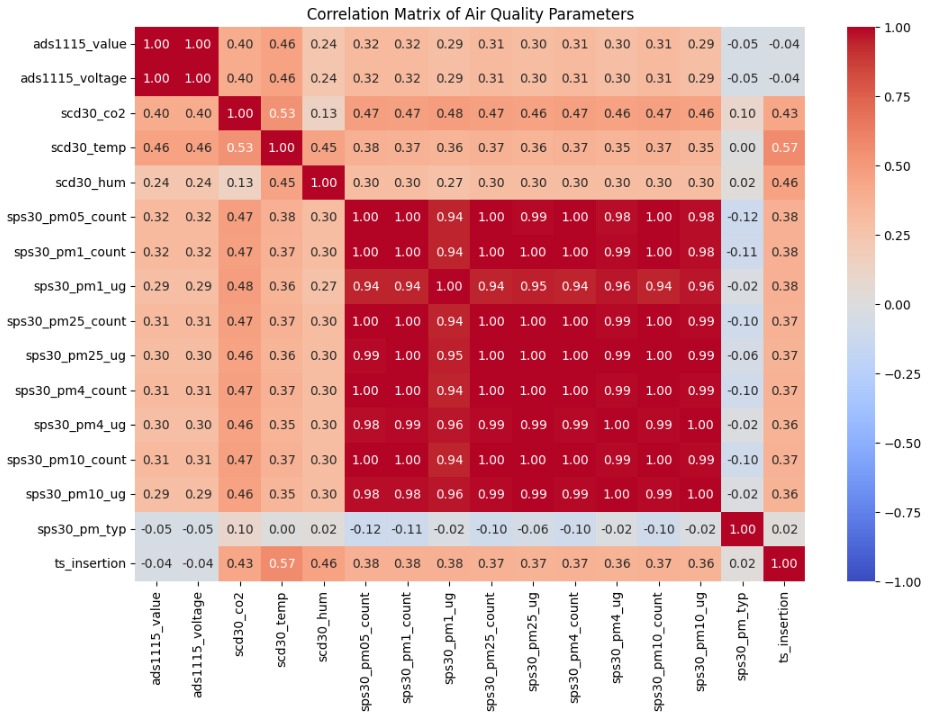 Correlation Matrix of Air Quality Parameters
ads1115_value 1.00 1.00 0.40 0.46 0.24 0.32 0.32 0.29 0.31 0.30 0.31 0.30 0.31 0.29 -0.05 -0.04
ads1115_voltage 1.00 1.00 0.40 0.46 0.24 0.32 0.32 0.29 0.31 0.30 0.31 0.30 0.31 0.29 -0.05 -0.04
scd30_co2 0.40 0.40 1.00 0.53 0.13 0.47 0.47 0.48 0.47 0.46 0.47 0.46 0.47 0.46 0.10 0.43
scd30_temp 0.46 0.46 0.53 1.00 0.45 0.38 0.37 0.36 0.37 0.36 0.37 0.35 0.37 0.35 0.00 0.57
scd30_hum 0.24 0.24 0.13 0.45 1.00 0.30 0.30 0.27 0.30 0.30 0.30 0.30 0.30 0.30 0.02 0.46
sps30_pm05_count 0.32 0.32 0.47 0.38 0.30 1.00 1.00 0.94 1.00 0.99 1.00 0.98 1.00 0.98 -0.12 0.38
sps30_pm1_count 0.32 0.32 0.47 0.37 0.30 1.00 1.00 0.94 1.00 1.00 1.00 0.99 1.00 0.98 -0.11 0.38
sps30_pm1_ug 0.29 0.29 0.48 0.36 0.27 0.94 0.94 1.00 0.94 0.95 0.94 0.96 0.94 0.96 -0.02 0.38
sps30_pm25_count 0.31 0.31 0.47 0.37 0.30 1.00 1.00 0.94 1.00 1.00 1.00 0.99 1.00 0.99 -0.10 0.37
sps30_pm25_ug 0.30 0.30 0.46 0.36 0.30 0.99 1.00 0.95 1.00 1.00 1.00 0.99 1.00 0.99 -0.06 0.37
sps30_pm4_count 0.31 0.31 0.47 0.37 0.30 1.00 1.00 0.94 1.00 1.00 1.00 0.99 1.00 0.99 -0.10 0.37
sps30_pm4_ug 0.30 0.30 0.46 0.35 0.30 0.98 0.99 0.96 0.99 0.99 0.99 1.00 0.99 1.00 -0.02 0.36
sps30_pm10_count 0.31 0.31 0.47 0.37 0.30 1.00 1.00 0.94 1.00 1.00 1.00 0.99 1.00 0.99 -0.10 0.37
sps30_pm10_ug 0.29 0.29 0.46 0.35 0.30 0.98 0.98 0.96 0.99 0.99 0.99 1.00 0.99 1.00 -0.02 0.36
sps30_pm_typ -0.05 -0.05 0.10 0.00 0.02 -0.12 -0.11 -0.02 -0.10 -0.06 -0.10 -0.02 -0.10 -0.02 1.00 0.02
ts_insertion -0.04 -0.04 0.43 0.57 0.46 0.38 0.38 0.38 0.37 0.37 0.37 0.36 0.37 0.36 0.02 1.00
ads1115_value
ads1115_voltage
scd30_co2
scd30_temp
scd30_hum
sps30_pm05_count
sps30_pm1_count
sps30_pm1_ug
sps30_pm25_count
sps30_pm25_ug
sps30_pm4_count
sps30_pm4_ug
sps30_pm10_count
sps30_pm10_ug
sps30_pm_typ
ts_insertion
1.00
0.75
0.50
0.25
0.00
−0.25
−0.50
−0.75
−1.00